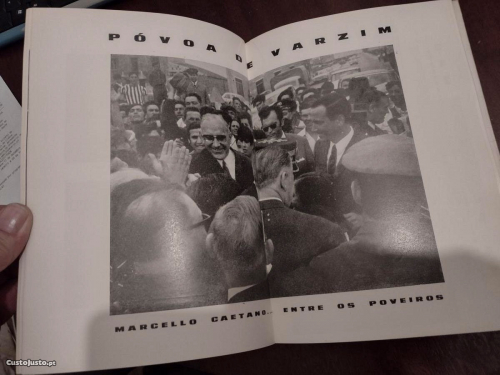 PÓVOA DE VARZIM
MARCELLO CAETANO... ENTRE OS POVEIROS
CustoJusto.pt